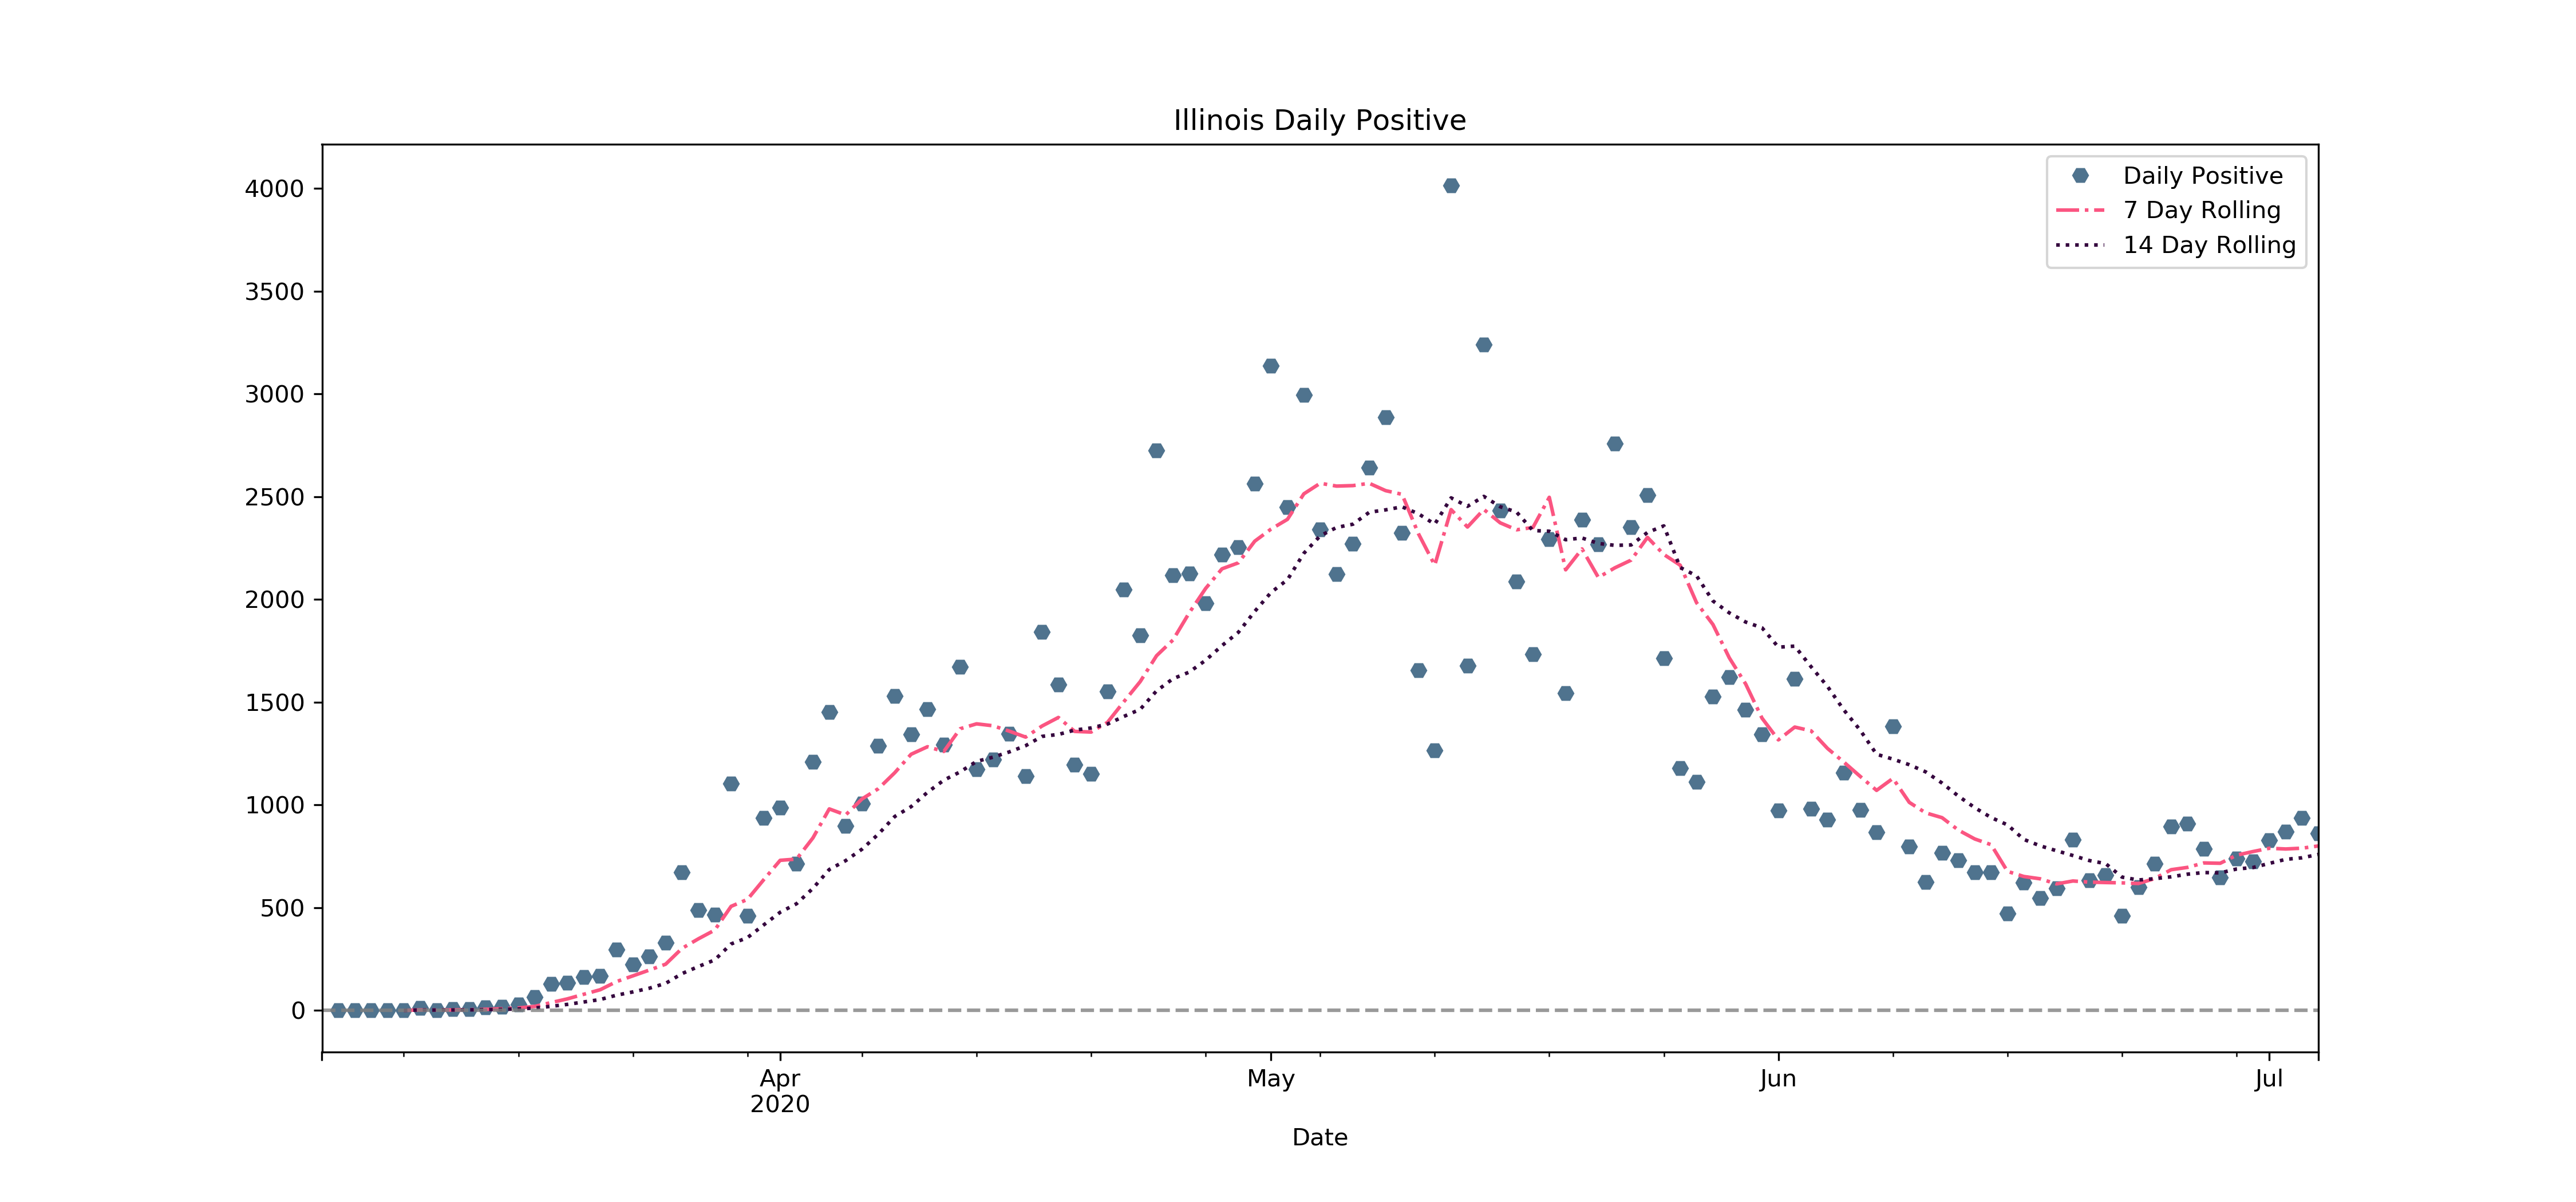 Illinois Daily Positive
4000
3500
3000
2500
2000
1500
1000
500
0
Daily Positive
7 Day Rolling
14 Day Rolling
Apr
2020
May
Jun
Jul
Date